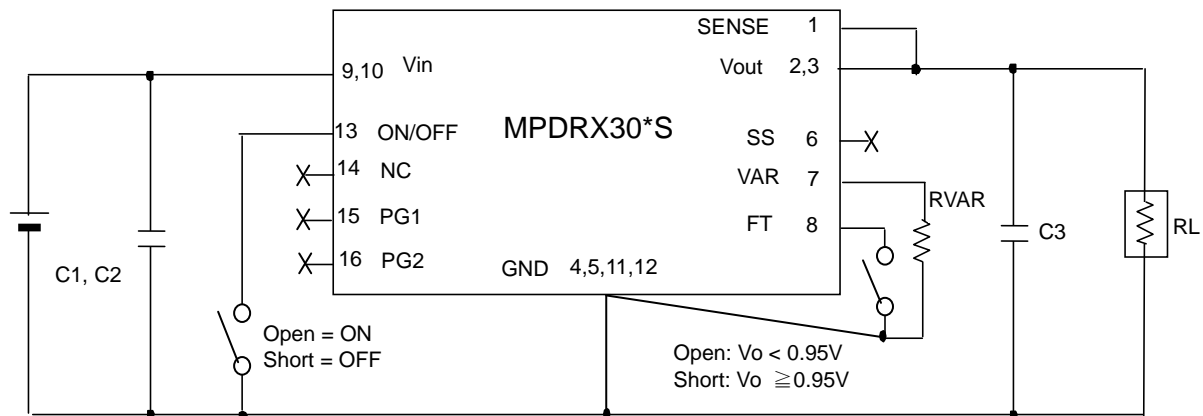 SENSE 1
9,10 Vin
Vout 2,3
13 ON/OFF
MPDRX30*S
SS 6
14 NC
VAR 7
RVAR
15 PG1
FT 8
C3
RL
16 PG2
GND 4,5,11,12
C1, C2
Open = ON
Short = OFF
Open: Vo < 0.95V
Short: Vo ≧0.95V